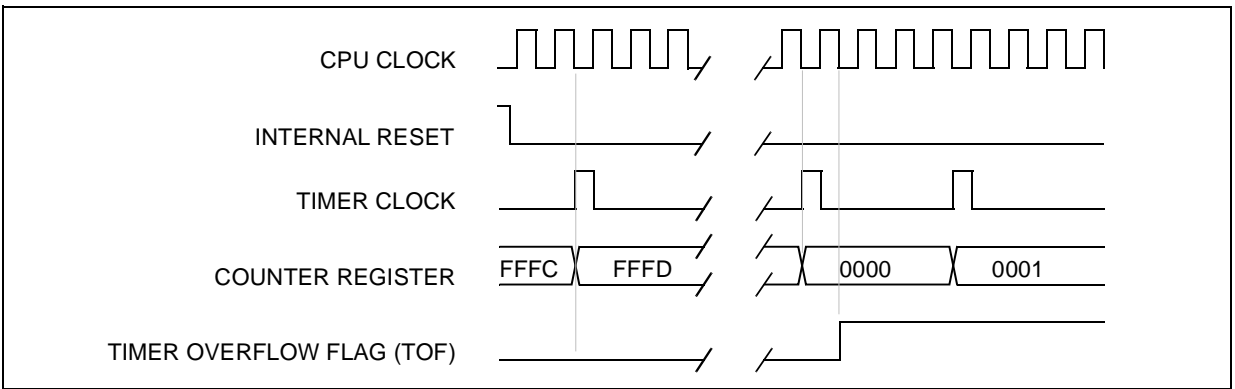 CPU CLOCK
INTERNAL RESET
TIMER CLOCK
COUNTER REGISTER FFFC FFFD 0000 0001
TIMER OVERFLOW FLAG (TOF)